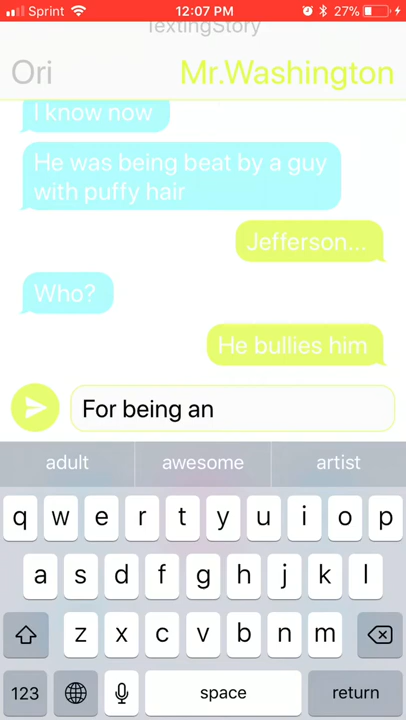 Sprint 12:07 PM 27%
TextingStory
Ori Mr.Washington
I know now
He was being beat by a guy
with puffy hair
Jefferson...
Who?
He bullies him
For being an
adult awesome artist
q w e r t y u i o p
a s d f g h j k l
z x c v b n m
123 space return